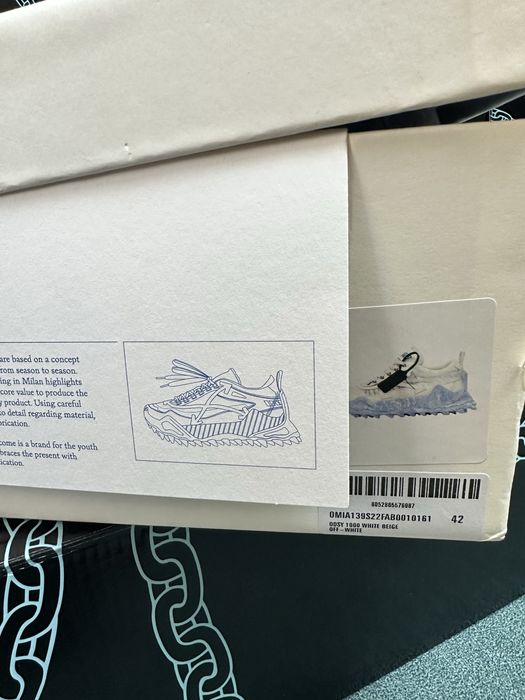 are based on a concept
rom season to season.
ing in Milan highlights
core value to produce the
y product. Using careful
o detail regarding material,
brication.
come is a brand for the youth
braces the present with
ication.
8052865576087
OMIA139S22FAB0010161 42
ODSY 1000 WHITE BEIGE
OFF-WHITE